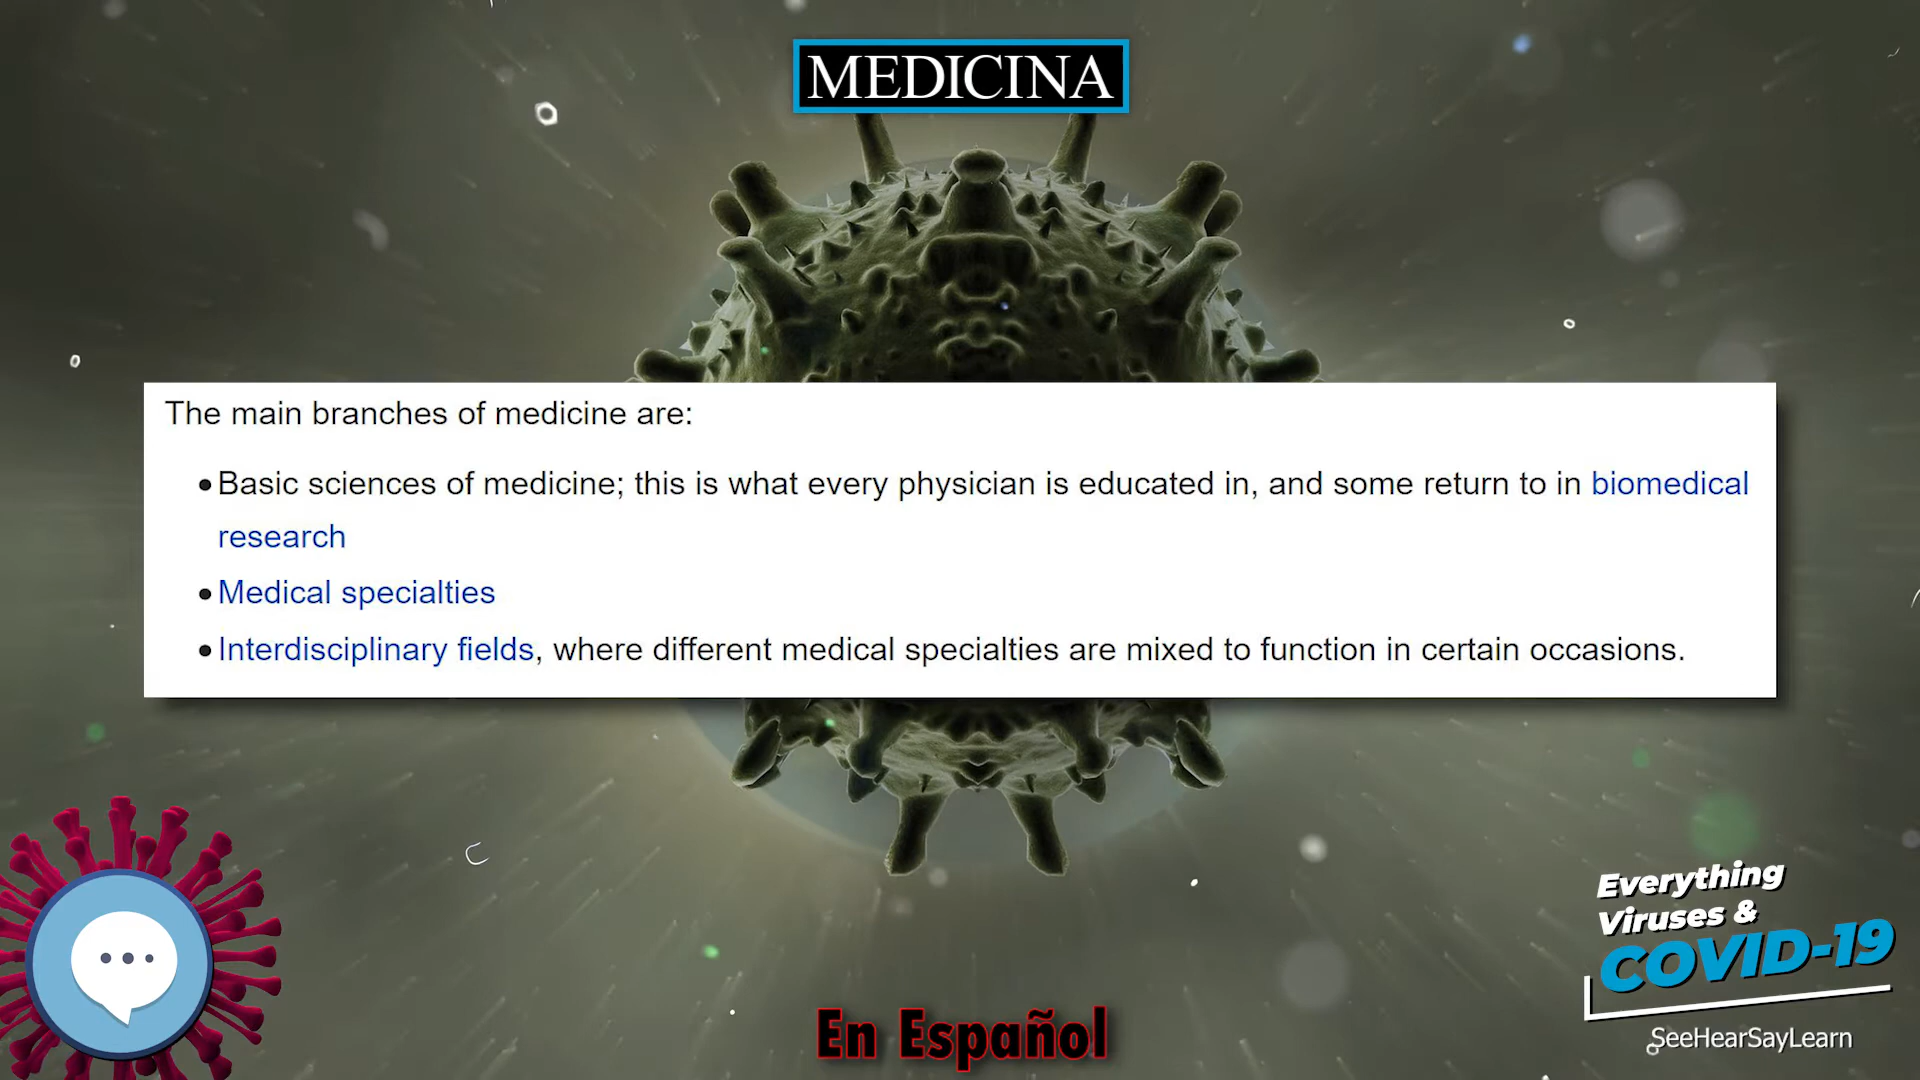 MEDICINA
The main branches of medicine are:
•Basic sciences of medicine; this is what every physician is educated in, and some return to in biomedical
research
•Medical specialties
•Interdisciplinary fields, where different medical specialties are mixed to function in certain occasions.
Everything
Viruses &
COVID-19
SeeHearSayLearn
En Español